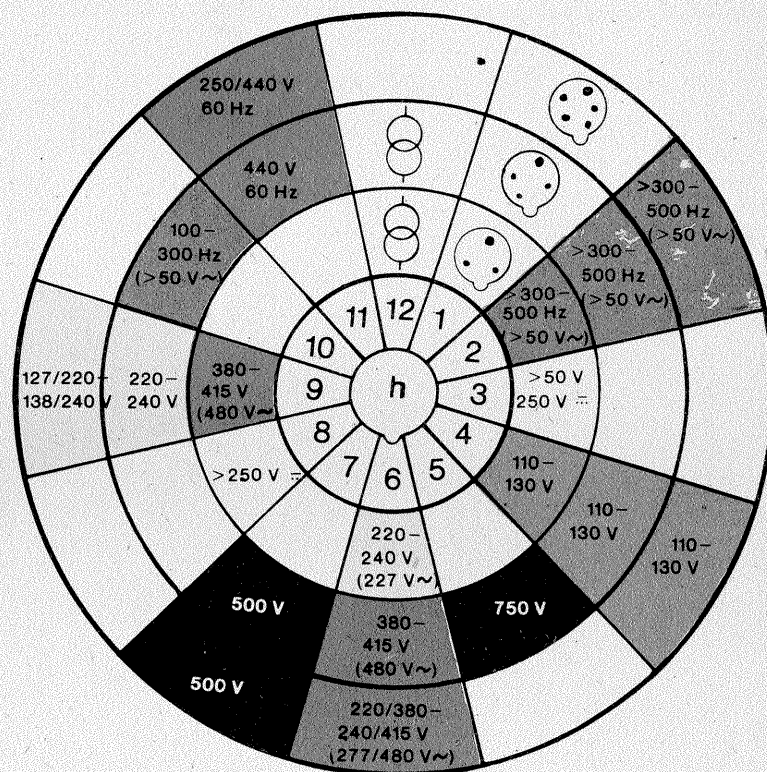 250/440 V
60 Hz
440 V
60 Hz
100–
300 Hz
(>50 V~)
>300–
500 Hz
(>50 V~)
>300–
500 Hz
(>50 V~)
>300–
500 Hz
(>50 V~)
127/220–
138/240 V
220–
240 V
380–
415 V
(480 V~)
12
1
2
3
4
5
6
7
8
9
10
11
h
>50 V
250 V ⎓
>250 V ⎓
110–
130 V
110–
130 V
110–
130 V
220–
240 V
(227 V~)
380–
415 V
(480 V~)
220/380–
240/415 V
(277/480 V~)
500 V
500 V
750 V